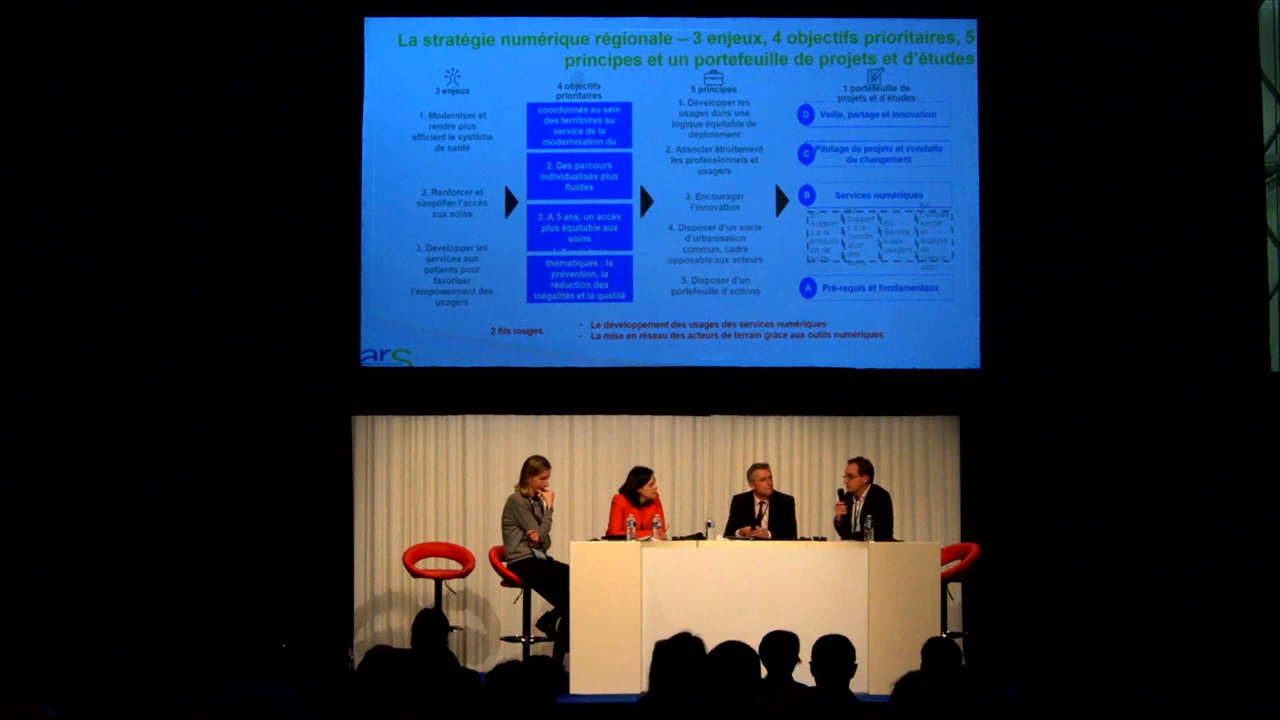 La stratégie numérique régionale – 3 enjeux, 4 objectifs prioritaires, 5
principes et un portefeuille de projets et d'études
3 enjeux
1. Moderniser et
rendre plus
efficient le système
de santé
2. Renforcer et
simplifier l'accès
aux soins
3. Développer les
services aux
patients pour
favoriser
l'empowerment des
usagers
4 objectifs
prioritaires
coordonnés au sein
des territoires au
service de la
modernisation du
2. Des parcours
individualisés plus
fluides
3. A 5 ans, un accès
plus équitable aux
soins
thématiques : la
prévention, la
réduction des
inégalités et la qualité
5 principes
1. Développer les
usages dans une
logique équitable de
déploiement
2. Associer étroitement
les professionnels et
usagers
3. Encourager
l'innovation
4. Disposer d'un socle
d'urbanisation
commun, cadre
opposable aux acteurs
5. Disposer d'un
portefeuille d'actions
1 portefeuille de
projets et d'études
D Veille, partage et innovation
C Pilotage de projets et conduite
du changement
B Services numériques
A Pré-requis et fondamentaux
2 fils rouges
• Le développement des usages des services numériques
• La mise en réseau des acteurs de terrain grâce aux outils numériques
ars